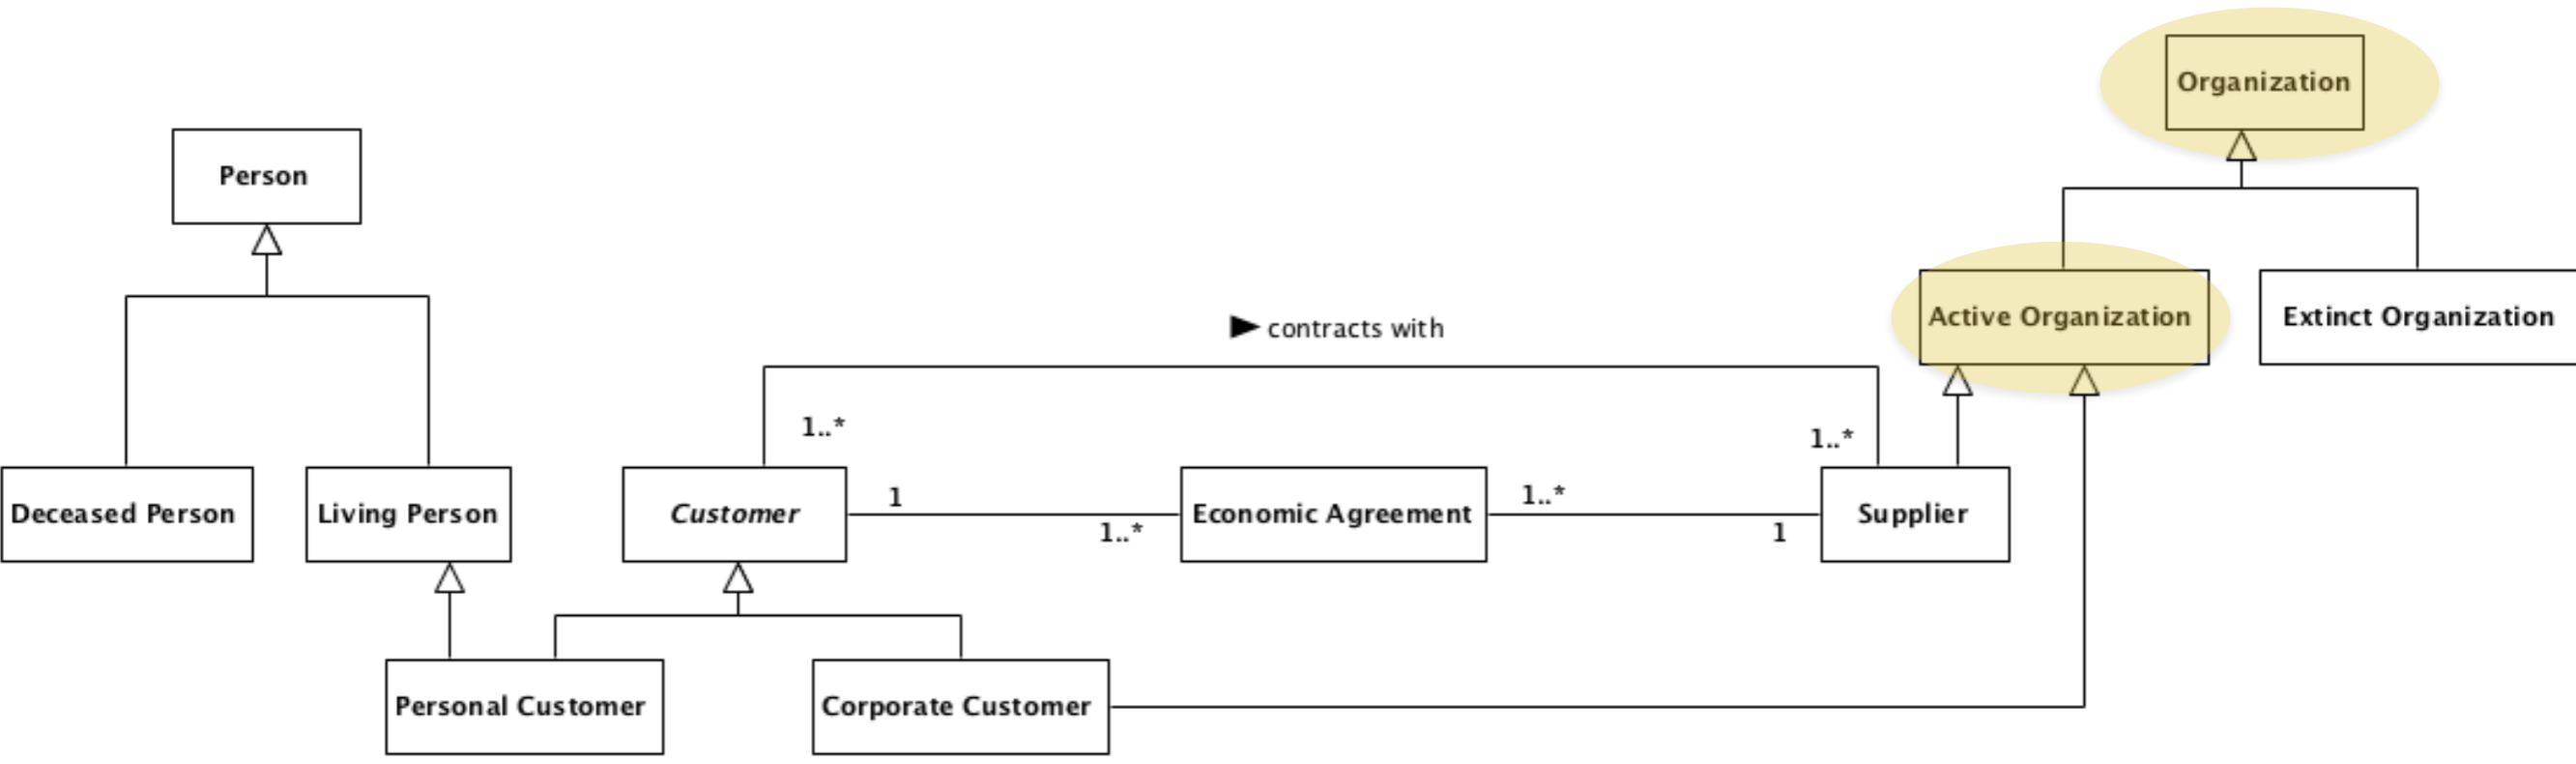 Organization
Person
Active Organization
Extinct Organization
contracts with
1..*
1..*
Deceased Person
Living Person
Customer
1
1..*
Economic Agreement
1..*
1
Supplier
Personal Customer
Corporate Customer